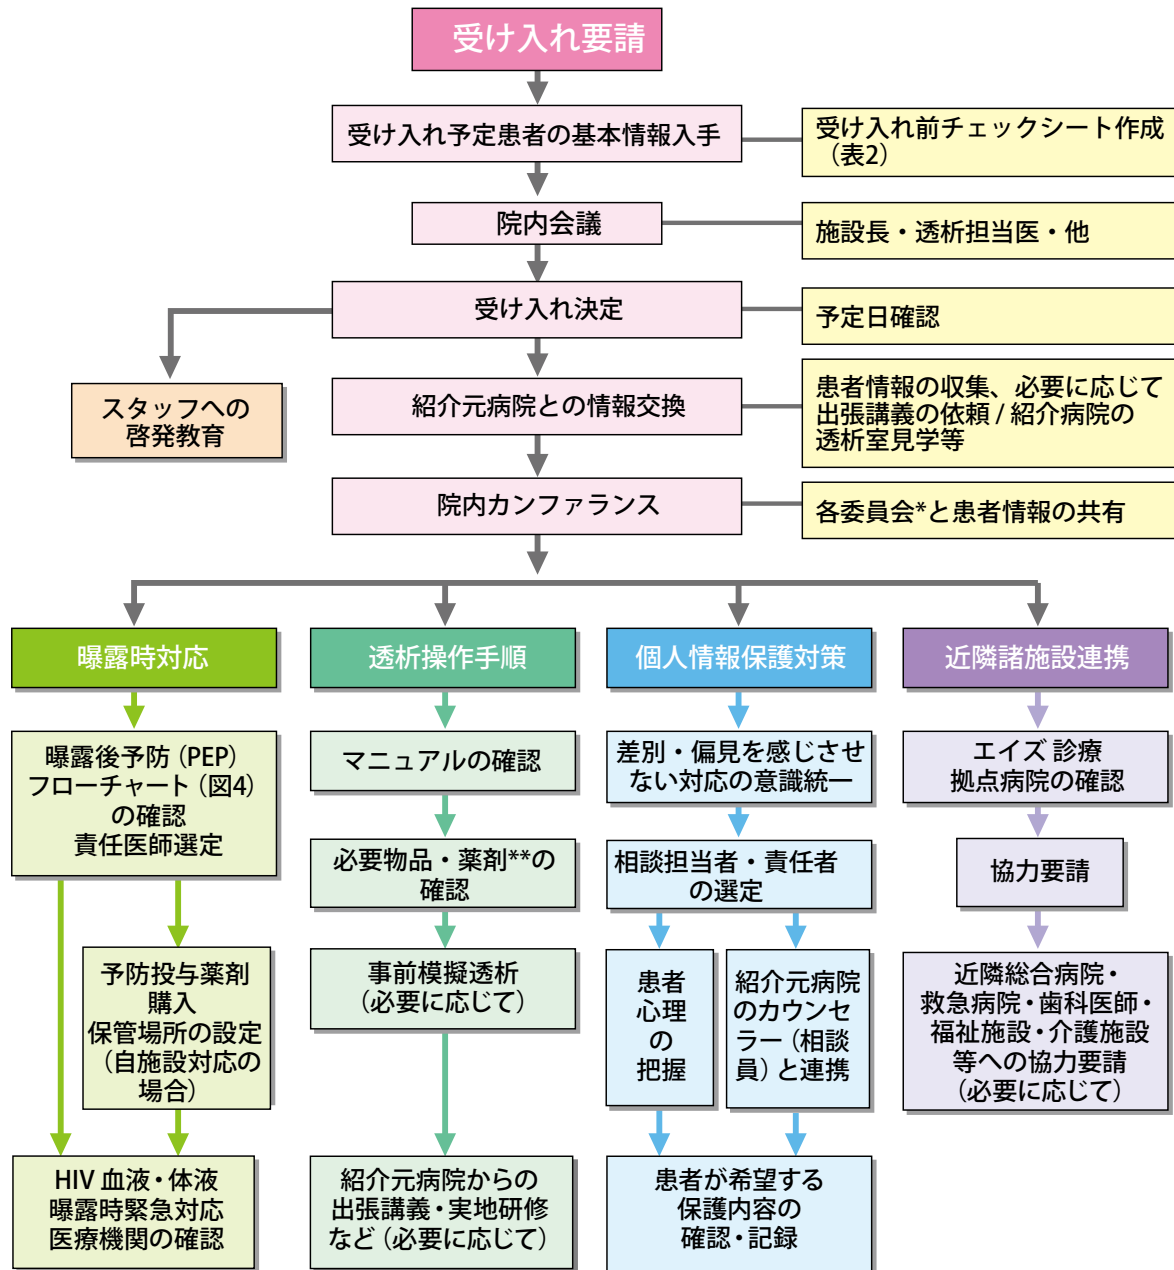 受け入れ要請
受け入れ予定患者の基本情報入手
受け入れ前チェックシート作成
（表2）
院内会議
施設長・透析担当医・他
受け入れ決定
予定日確認
スタッフへの
啓発教育
紹介元病院との情報交換
患者情報の収集、必要に応じて
出張講義の依頼 / 紹介病院の
透析室見学等
院内カンファランス
各委員会*と患者情報の共有
曝露時対応
曝露後予防（PEP）
フローチャート（図4）
の確認
責任医師選定
予防投与薬剤
購入
保管場所の設定
（自施設対応の
場合）
HIV 血液・体液
曝露時緊急対応
医療機関の確認
透析操作手順
マニュアルの確認
必要物品・薬剤**の
確認
事前模擬透析
（必要に応じて）
紹介元病院からの
出張講義・実地研修
など（必要に応じて）
個人情報保護対策
差別・偏見を感じさせ
ない対応の意識統一
相談担当者・責任者
の選定
患者
心理
の
把握
紹介元病院
のカウンセ
ラー（相談
員）と連携
患者が希望する
保護内容の
確認・記録
近隣諸施設連携
エイズ 診療
拠点病院の確認
協力要請
近隣総合病院・
救急病院・歯科医師・
福祉施設・介護施設
等への協力要請
（必要に応じて）